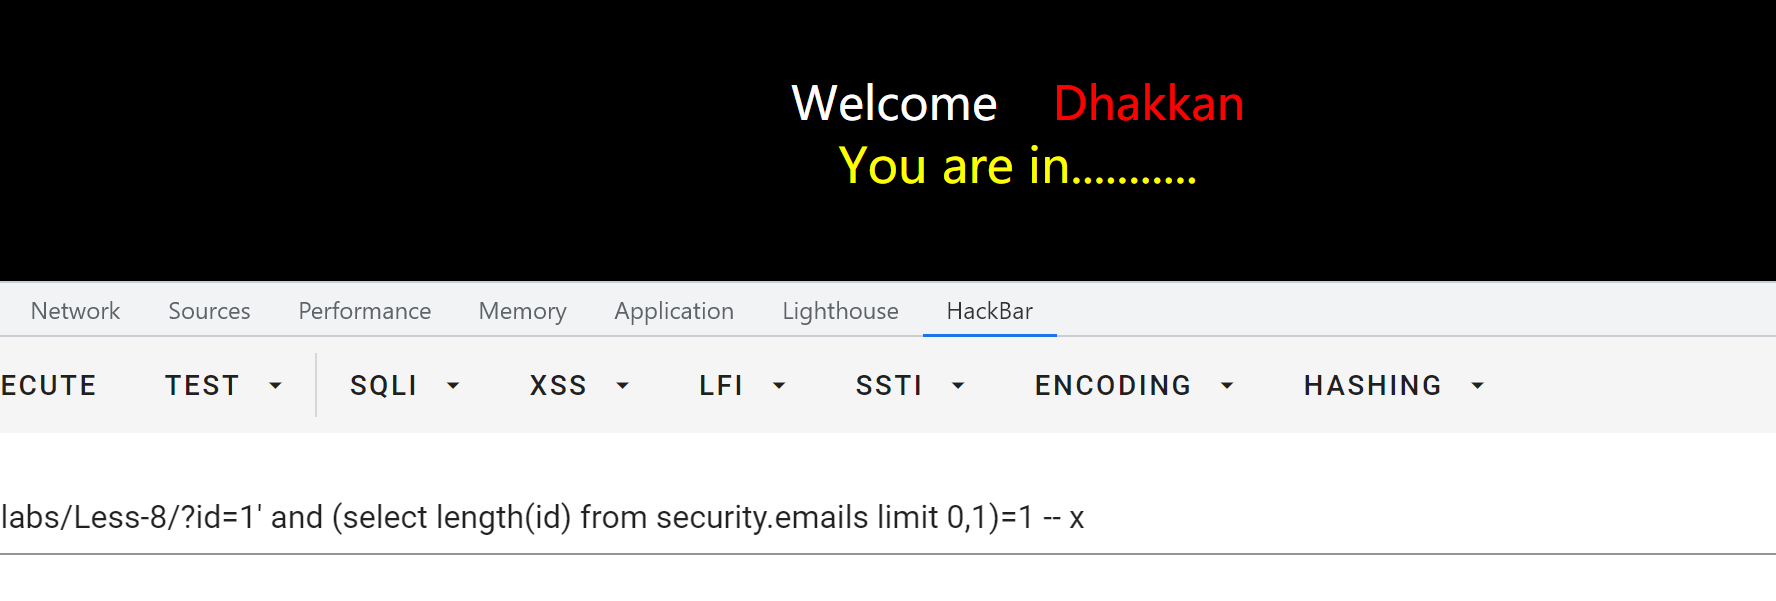 Welcome Dhakkan
You are in...........
Network Sources Performance Memory Application Lighthouse HackBar
ECUTE TEST SQLI XSS LFI SSTI ENCODING HASHING
labs/Less-8/?id=1' and (select length(id) from security.emails limit 0,1)=1 -- x